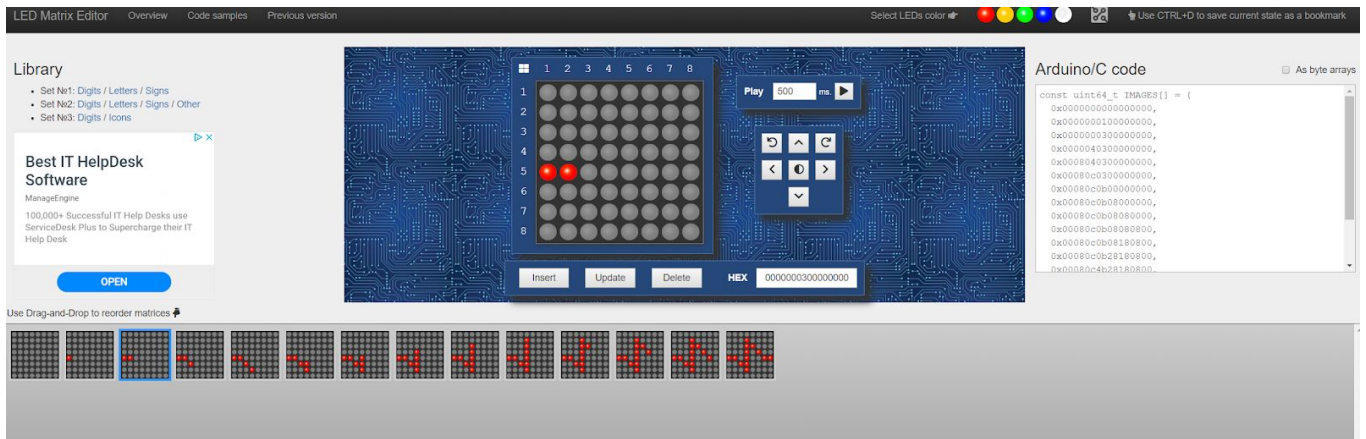 LED Matrix Editor Overview Code samples Previous version Select LEDs color Use CTRL+D to save current state as a bookmark
Library
Set №1: Digits / Letters / Signs
Set №2: Digits / Letters / Signs / Other
Set №3: Digits / Icons
Best IT HelpDesk
Software
ManageEngine
100,000+ Successful IT Help Desks use
ServiceDesk Plus to Supercharge their IT
Help Desk
OPEN
Use Drag-and-Drop to reorder matrices
1 2 3 4 5 6 7 8
1
2
3
4
5
6
7
8
Play 500 ms.
Insert Update Delete HEX 0000000300000000
Arduino/C code As byte arrays
const uint64_t IMAGES[] = {
0x0000000000000000,
0x0000000100000000,
0x0000000300000000,
0x0000040300000000,
0x0008040300000000,
0x00080c0300000000,
0x00080c0b00000000,
0x00080c0b08000000,
0x00080c0b08080000,
0x00080c0b08080800,
0x00080c0b08180800,
0x00080c0b28180800,
0x00080c4b28180800,